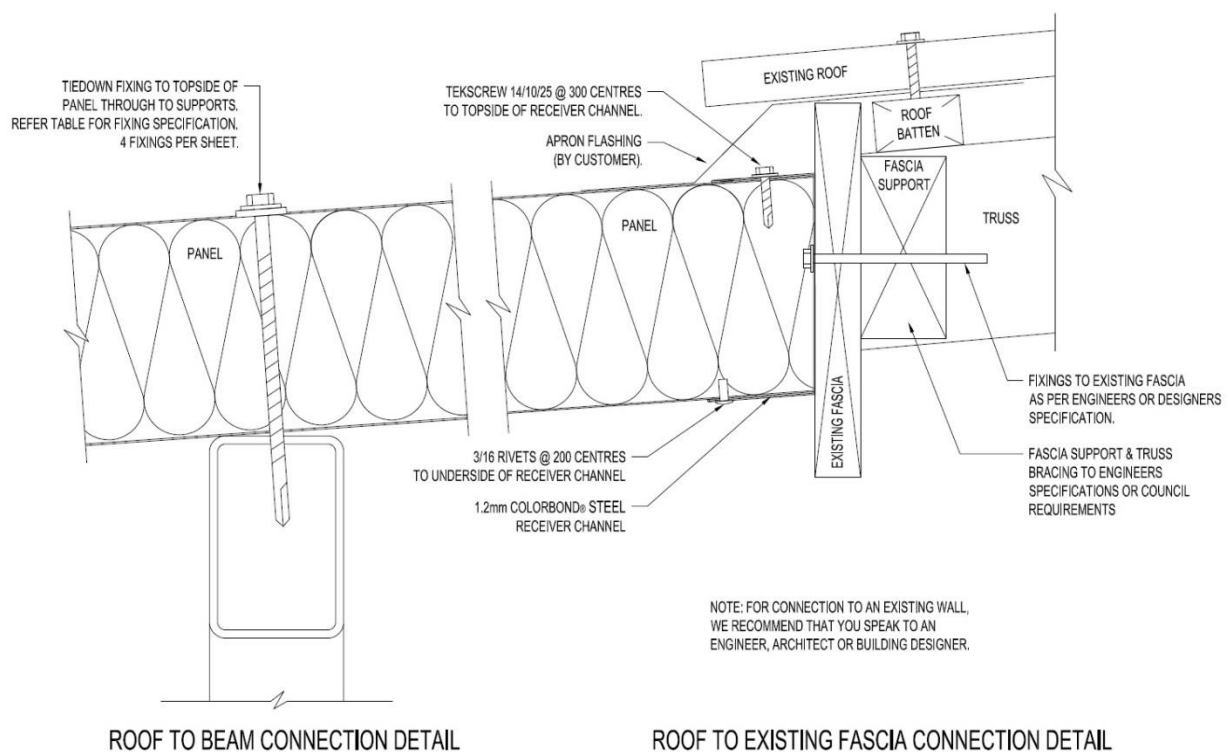 TIEDOWN FIXING TO TOPSIDE OF
PANEL THROUGH TO SUPPORTS.
REFER TABLE FOR FIXING SPECIFICATION,
4 FIXINGS PER SHEET.
PANEL
TEKSCREW 14/10/25 @ 300 CENTRES
TO TOPSIDE OF RECEIVER CHANNEL.
APRON FLASHING
(BY CUSTOMER).
EXISTING ROOF
ROOF
BATTEN
FASCIA
SUPPORT
TRUSS
PANEL
EXISTING FASCIA
3/16 RIVETS @ 200 CENTRES
TO UNDERSIDE OF RECEIVER CHANNEL
1.2mm COLORBOND® STEEL
RECEIVER CHANNEL
FIXINGS TO EXISTING FASCIA
AS PER ENGINEERS OR DESIGNERS
SPECIFICATION.
FASCIA SUPPORT & TRUSS
BRACING TO ENGINEERS
SPECIFICATIONS OR COUNCIL
REQUIREMENTS
NOTE: FOR CONNECTION TO AN EXISTING WALL,
WE RECOMMEND THAT YOU SPEAK TO AN
ENGINEER, ARCHITECT OR BUILDING DESIGNER.
ROOF TO BEAM CONNECTION DETAIL
ROOF TO EXISTING FASCIA CONNECTION DETAIL